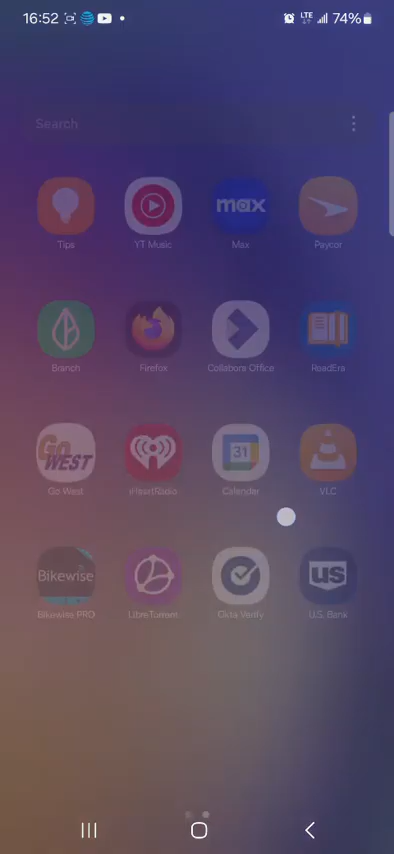 16:52 LTE 74%
Search
max
Tips YT Music Max Paycor
Branch Firefox Collabora Office ReadEra
GO WEST 31
Go West iHeartRadio Calendar VLC
Bikewise us
Bikewise PRO LibreTorrent Okta Verify U.S. Bank